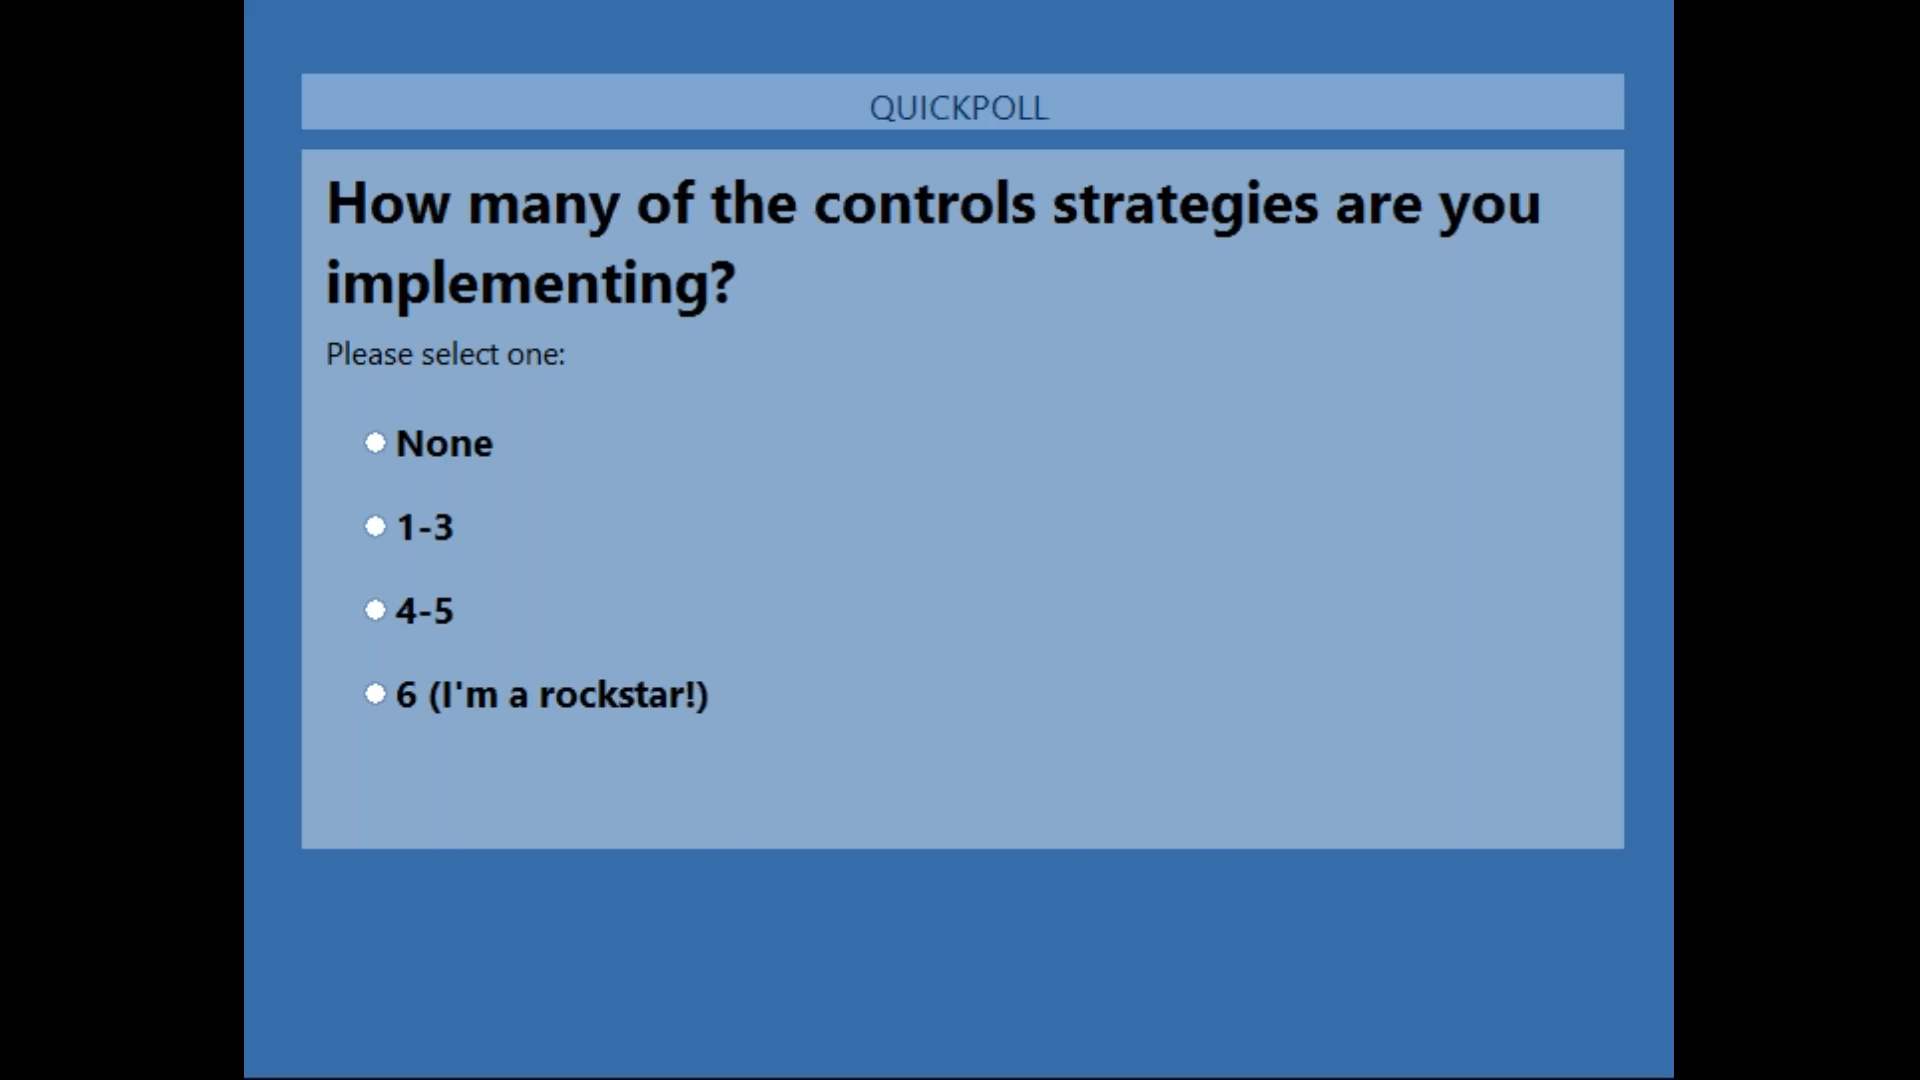 QUICKPOLL
How many of the controls strategies are you
implementing?
Please select one:
None
1-3
4-5
6 (I'm a rockstar!)